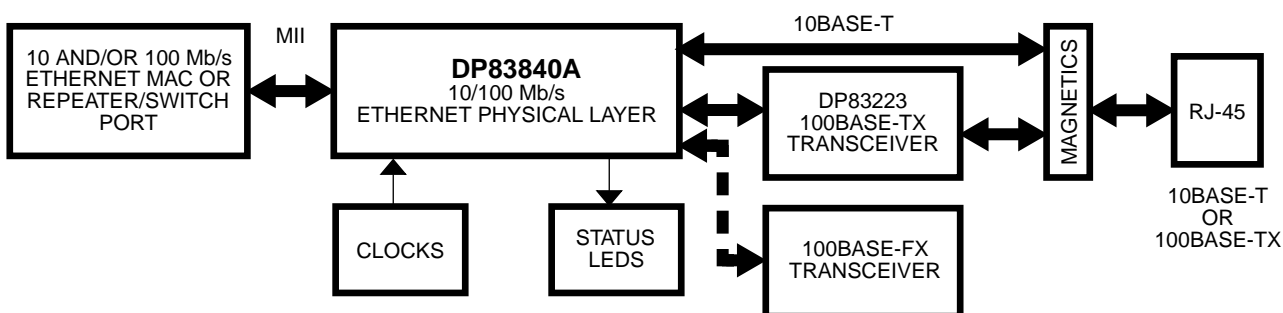 10BASE-T
MII
10 AND/OR 100 Mb/s
ETHERNET MAC OR
REPEATER/SWITCH
PORT
DP83840A
10/100 Mb/s
ETHERNET PHYSICAL LAYER
DP83223
100BASE-TX
TRANSCEIVER
MAGNETICS
RJ-45
10BASE-T
OR
100BASE-TX
CLOCKS
STATUS
LEDS
100BASE-FX
TRANSCEIVER